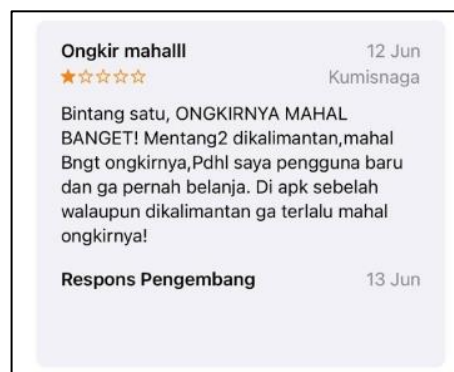 Ongkir mahalll 12 Jun
Kumisnaga
Bintang satu, ONGKIRNYA MAHAL
BANGET! Mentang2 dikalimantan,mahal
Bngt ongkirnya,Pdhl saya pengguna baru
dan ga pernah belanja. Di apk sebelah
walaupun dikalimantan ga terlalu mahal
ongkirnya!
Respons Pengembang 13 Jun